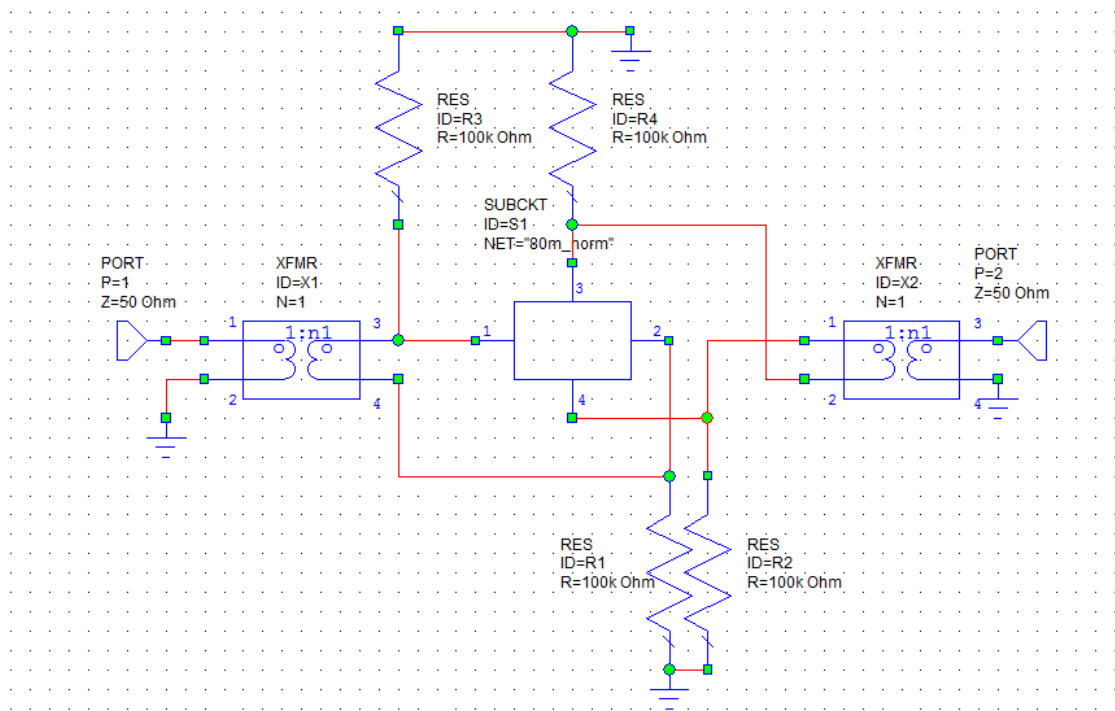 RES
ID=R3
R=100k Ohm
RES
ID=R4
R=100k Ohm
SUBCKT
ID=S1
NET="80m_norm"
PORT
P=1
Z=50 Ohm
XFMR
ID=X1
N=1
XFMR
ID=X2
N=1
PORT
P=2
Z=50 Ohm
3
1
1:n1
3
1
2
1
1:n1
3
2
4
4
2
4
RES
ID=R1
R=100k Ohm
RES
ID=R2
R=100k Ohm